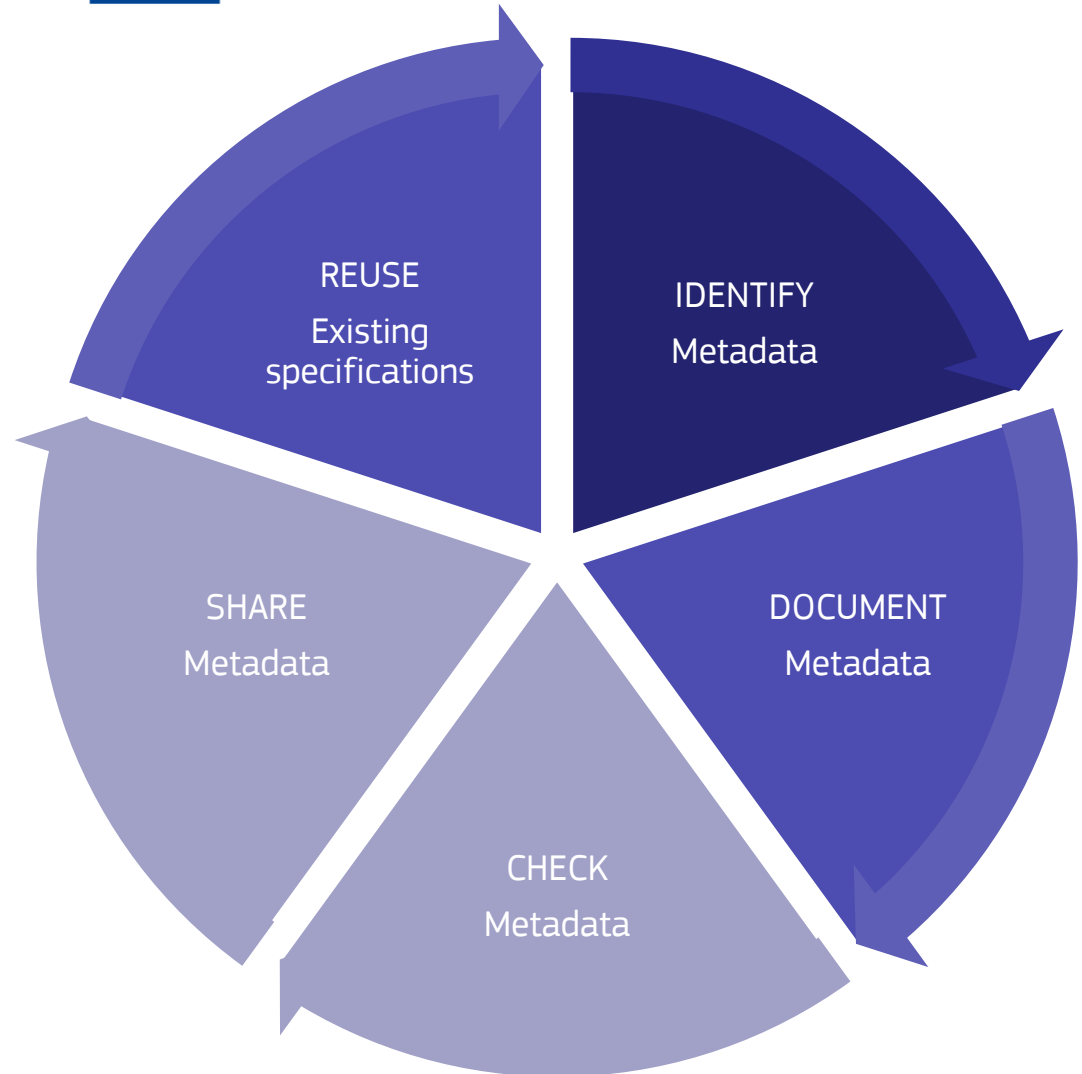 REUSE
Existing
specifications
IDENTIFY
Metadata
SHARE
Metadata
DOCUMENT
Metadata
CHECK
Metadata